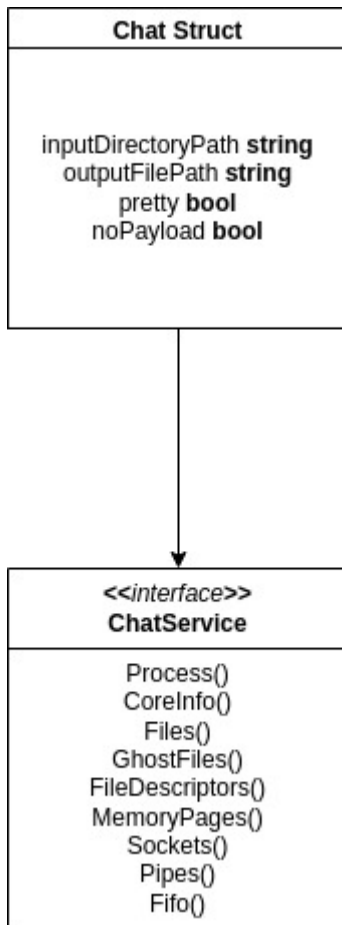 Chat Struct
inputDirectoryPath string
outputFilePath string
pretty bool
noPayload bool
<<interface>>
ChatService
Process()
CoreInfo()
Files()
GhostFiles()
FileDescriptors()
MemoryPages()
Sockets()
Pipes()
Fifo()